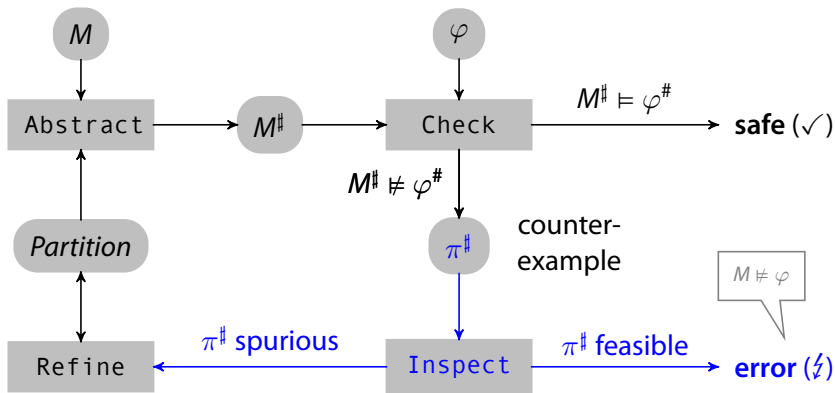 M
φ
Abstract
M♯
Check
M♯ ⊨ φ#
safe (✓)
M♯ ⊭ φ#
Partition
π♯
counter-
example
M ⊭ φ
Refine
π♯ spurious
Inspect
π♯ feasible
error (↯)